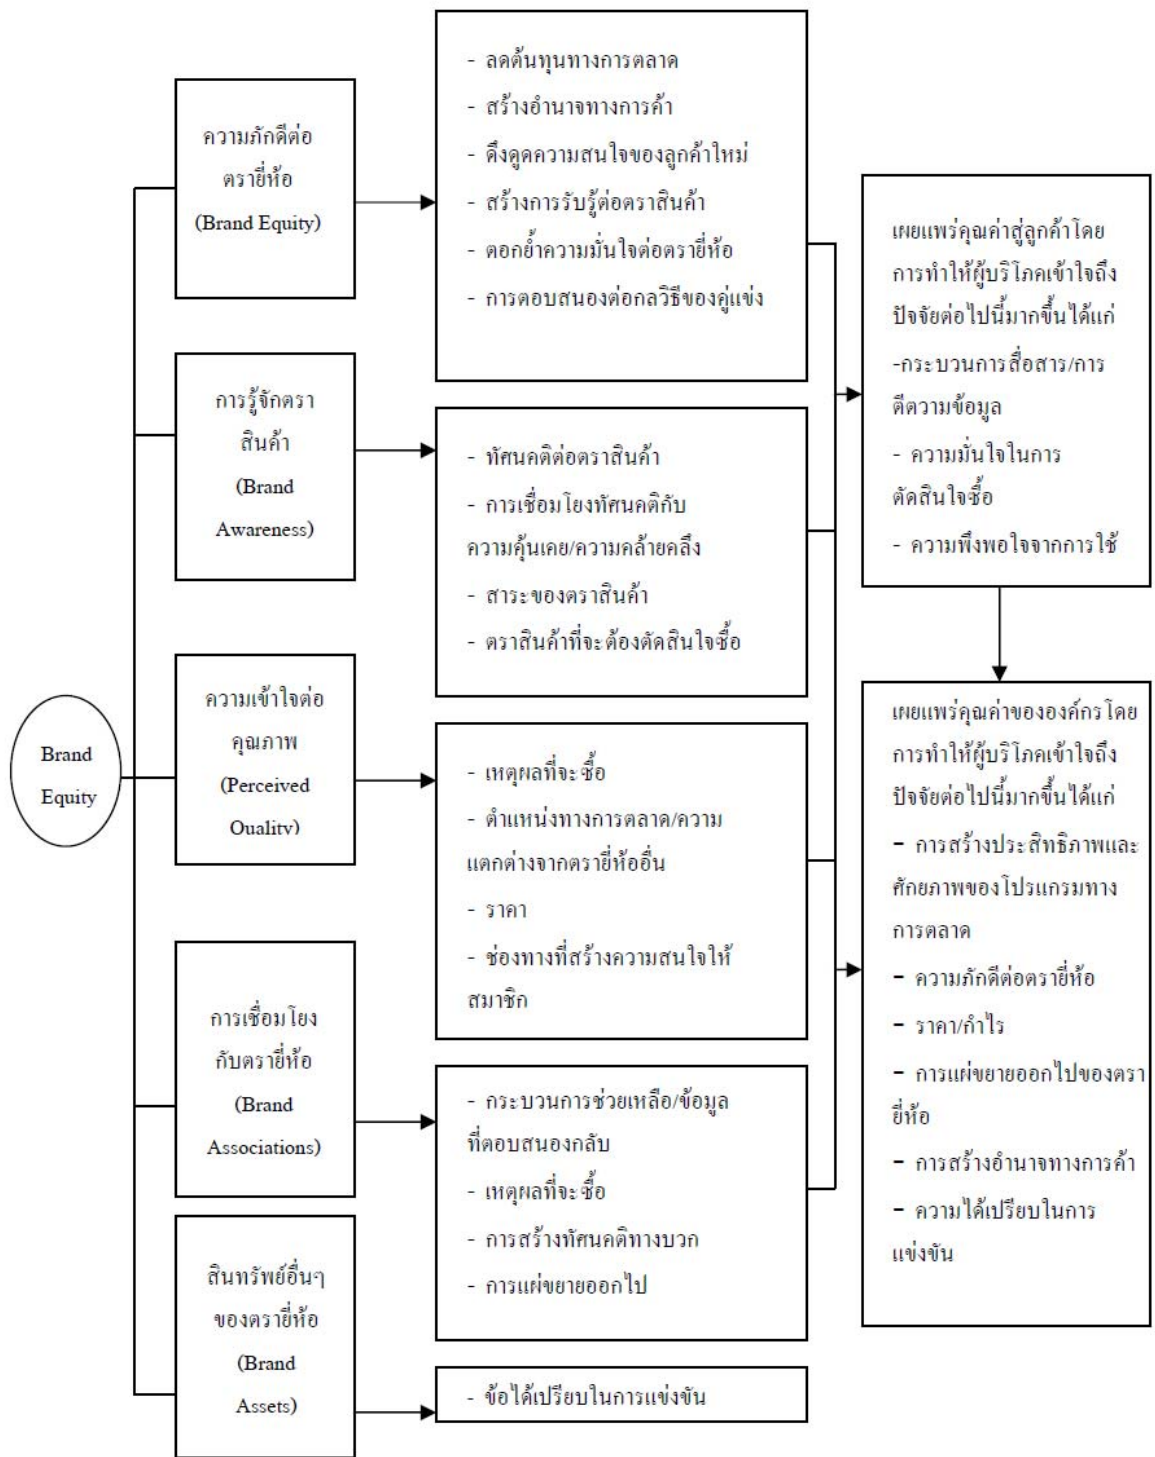 Brand
Equity
ความภักดีต่อ
ตรายี่ห้อ
(Brand Equity)
การรู้จักตรา
สินค้า
(Brand
Awareness)
ความเข้าใจต่อ
คุณภาพ
(Perceived
Quality)
การเชื่อมโยง
กับตรายี่ห้อ
(Brand
Associations)
สินทรัพย์อื่นๆ
ของตรายี่ห้อ
(Brand
Assets)
- ลดต้นทุนทางการตลาด
- สร้างอำนาจทางการค้า
- ดึงดูดความสนใจของลูกค้าใหม่
- สร้างการรับรู้ต่อตราสินค้า
- ตอกย้ำความมั่นใจต่อตรายี่ห้อ
- การตอบสนองต่อกลวิธีของคู่แข่ง
- ทัศนคติต่อตราสินค้า
- การเชื่อมโยงทัศนคติกับ
ความคุ้นเคย/ความคล้ายคลึง
- สาระของตราสินค้า
- ตราสินค้าที่จะต้องตัดสินใจซื้อ
- เหตุผลที่จะซื้อ
- ตำแหน่งทางการตลาด/ความ
แตกต่างจากตรายี่ห้ออื่น
- ราคา
- ช่องทางที่สร้างความสนใจให้
สมาชิก
- กระบวนการช่วยเหลือ/ข้อมูล
ที่ตอบสนองกลับ
- เหตุผลที่จะซื้อ
- การสร้างทัศนคติทางบวก
- การแผ่ขยายออกไป
- ข้อได้เปรียบในการแข่งขัน
เผยแพร่คุณค่าสู่ลูกค้าโดย
การทำให้ผู้บริโภคเข้าใจถึง
ปัจจัยต่อไปนี้มากขึ้นได้แก่
-กระบวนการสื่อสาร/การ
ตีความข้อมูล
- ความมั่นใจในการ
ตัดสินใจซื้อ
- ความพึงพอใจจากการใช้
เผยแพร่คุณค่าขององค์กรโดย
การทำให้ผู้บริโภคเข้าใจถึง
ปัจจัยต่อไปนี้มากขึ้นได้แก่
- การสร้างประสิทธิภาพและ
ศักยภาพของโปรแกรมทาง
การตลาด
- ความภักดีต่อตรายี่ห้อ
- ราคา/กำไร
- การแผ่ขยายออกไปของตรา
ยี่ห้อ
- การสร้างอำนาจทางการค้า
- ความได้เปรียบในการ
แข่งขัน